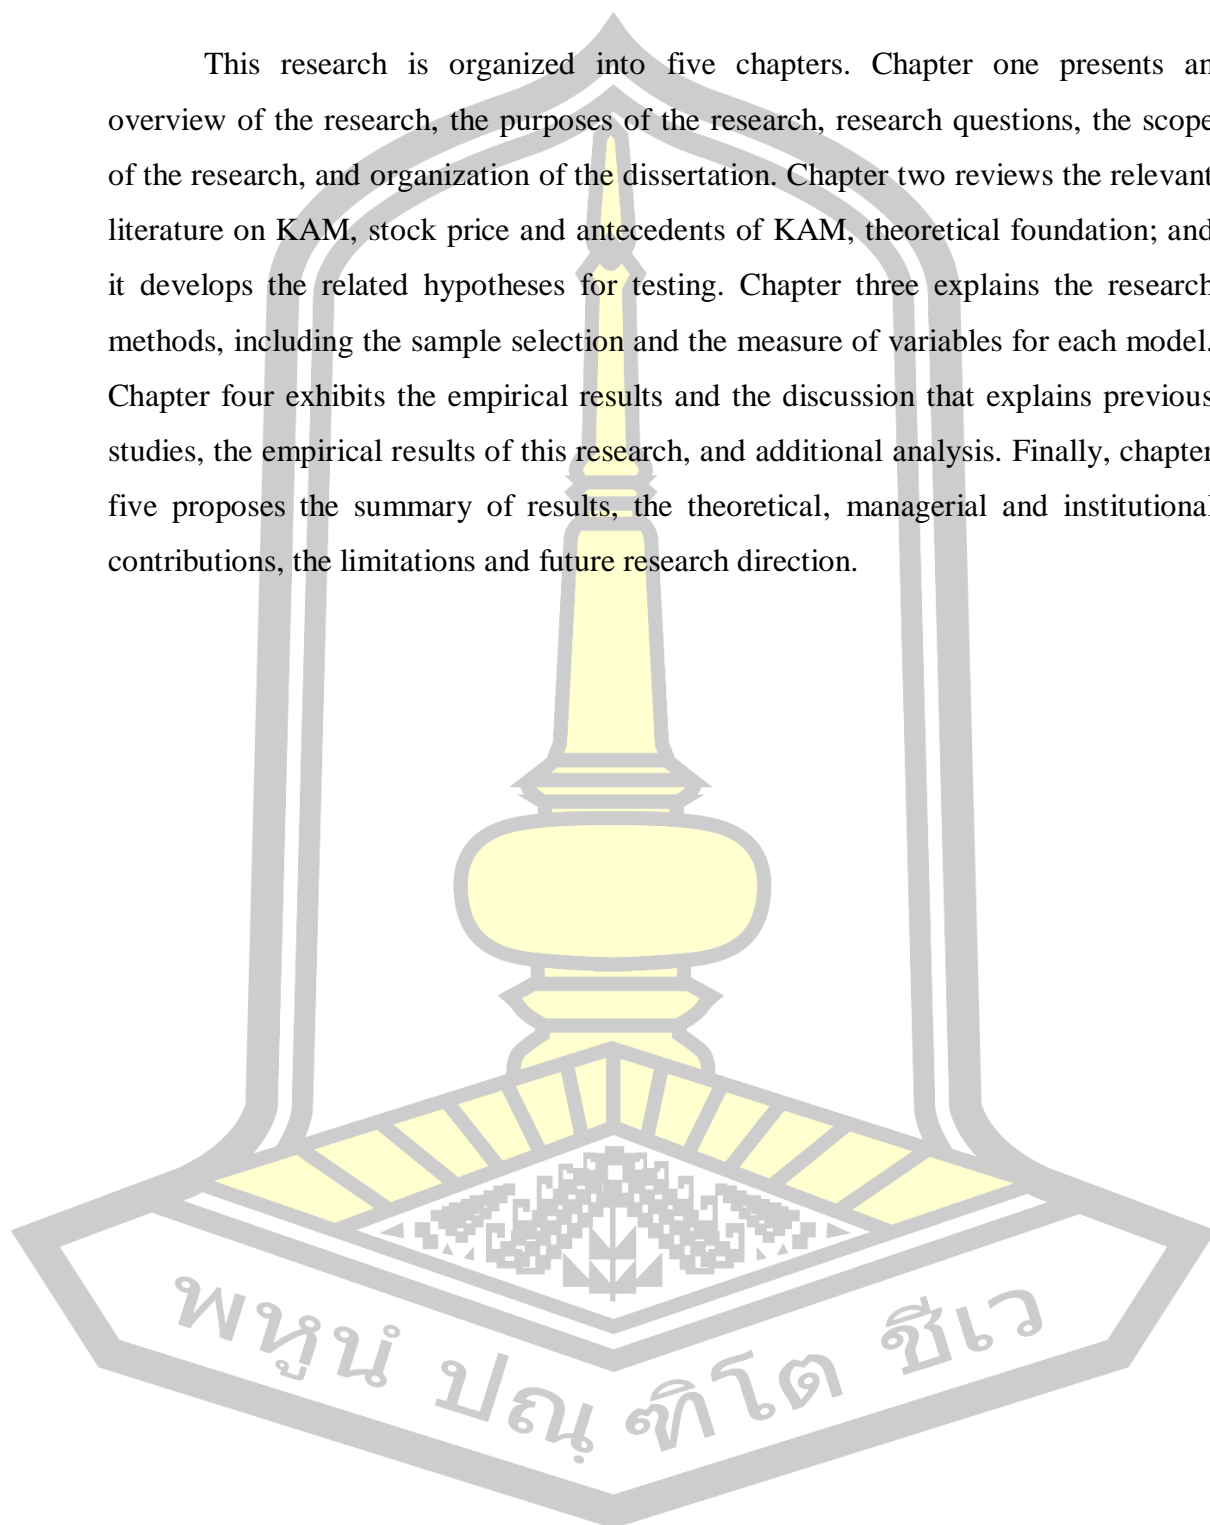 This research is organized into five chapters. Chapter one presents an
overview of the research, the purposes of the research, research questions, the scope
of the research, and organization of the dissertation. Chapter two reviews the relevant
literature on KAM, stock price and antecedents of KAM, theoretical foundation; and
it develops the related hypotheses for testing. Chapter three explains the research
methods, including the sample selection and the measure of variables for each model.
Chapter four exhibits the empirical results and the discussion that explains previous
studies, the empirical results of this research, and additional analysis. Finally, chapter
five proposes the summary of results, the theoretical, managerial and institutional
contributions, the limitations and future research direction.
พหูนํ ปณฺ ฑิโต ชีเว